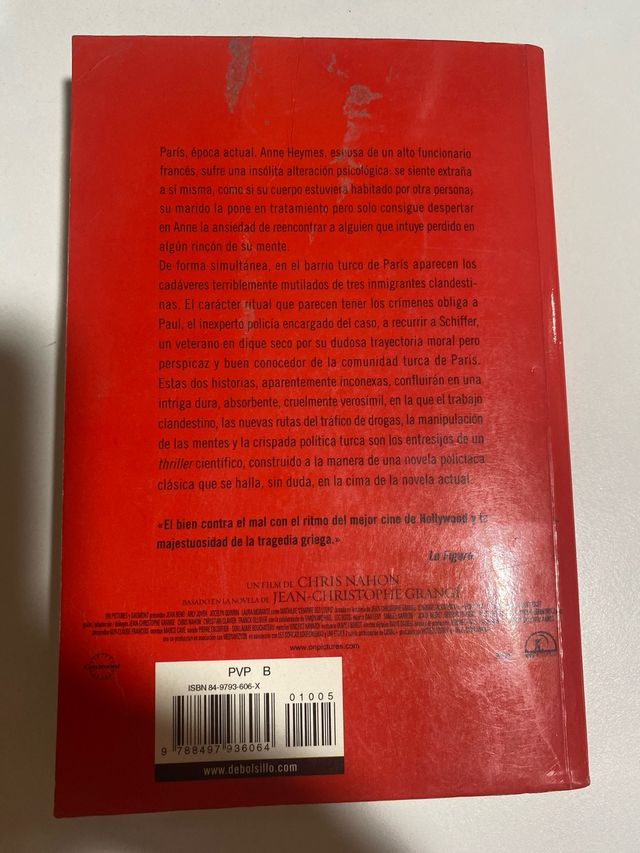 París, época actual. Anne Heymes, esposa de un alto funcionario
francés, sufre una insólita alteración psicológica: se siente extraña
a sí misma, como si su cuerpo estuviera habitado por otra persona;
su marido la pone en tratamiento pero solo consigue despertar
en Anne la ansiedad de reencontrar a alguien que intuye perdido en
algún rincón de su mente.
De forma simultánea, en el barrio turco de París aparecen los
cadáveres terriblemente mutilados de tres inmigrantes clandesti-
nas. El carácter ritual que parecen tener los crímenes obliga a
Paul, el inexperto policía encargado del caso, a recurrir a Schiffer,
un veterano en dique seco por su dudosa trayectoria moral pero
perspicaz y buen conocedor de la comunidad turca de París.
Estas dos historias, aparentemente inconexas, confluirán en una
intriga dura, absorbente, cruelmente verosímil, en la que el trabajo
clandestino, las nuevas rutas del tráfico de drogas, la manipulación
de las mentes y la crispada política turca son los entresijos de un
thriller científico, construido a la manera de una novela policíaca
clásica que se halla, sin duda, en la cima de la novela actual.
«El bien contra el mal con el ritmo del mejor cine de Hollywood y la
majestuosidad de la tragedia griega.»
Le Figaro
UN FILM DE CHRIS NAHON
BASADO EN LA NOVELA DE JEAN-CHRISTOPHE GRANGÉ
www.onpictures.com
PVP B
ISBN 84-9793-606-X
01005
9 788497 936064
www.debolsillo.com